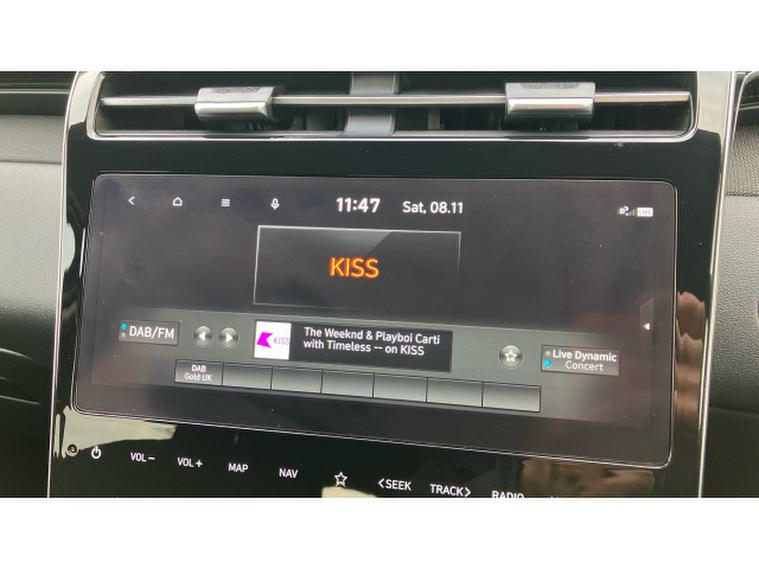 11:47 Sat, 08.11 LIVE
KISS
DAB/FM
KISS
The Weeknd & Playboi Carti
with Timeless -- on KISS
Live Dynamic
Concert
DAB
Gold UK
VOL− VOL+ MAP NAV <SEEK TRACK> RADIO